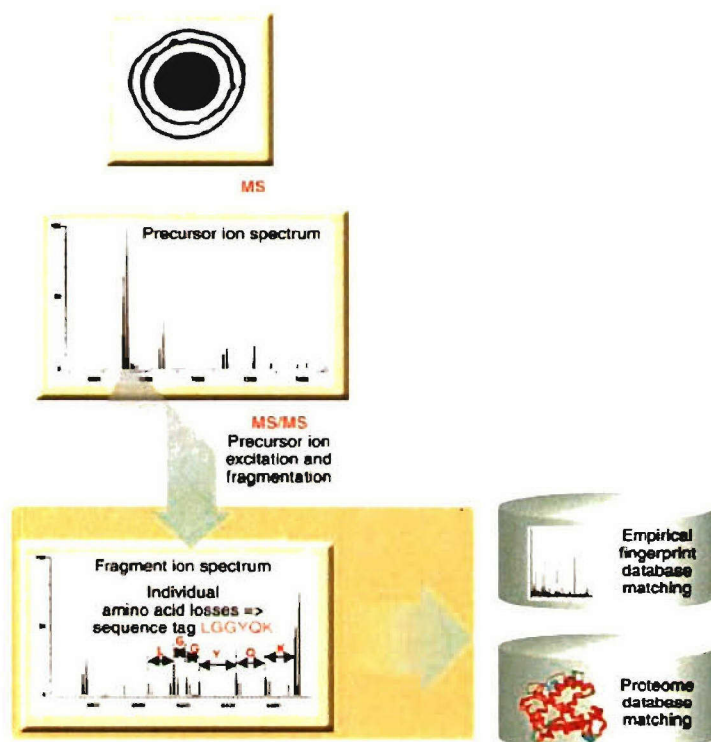 MS
Precursor ion spectrum
MS/MS
Precursor ion
excitation and
fragmentation
Fragment ion spectrum
Individual
amino acid losses =>
sequence tag LGGYQK
L G G Y Q K
Empirical
fingerprint
database
matching
Proteome
database
matching